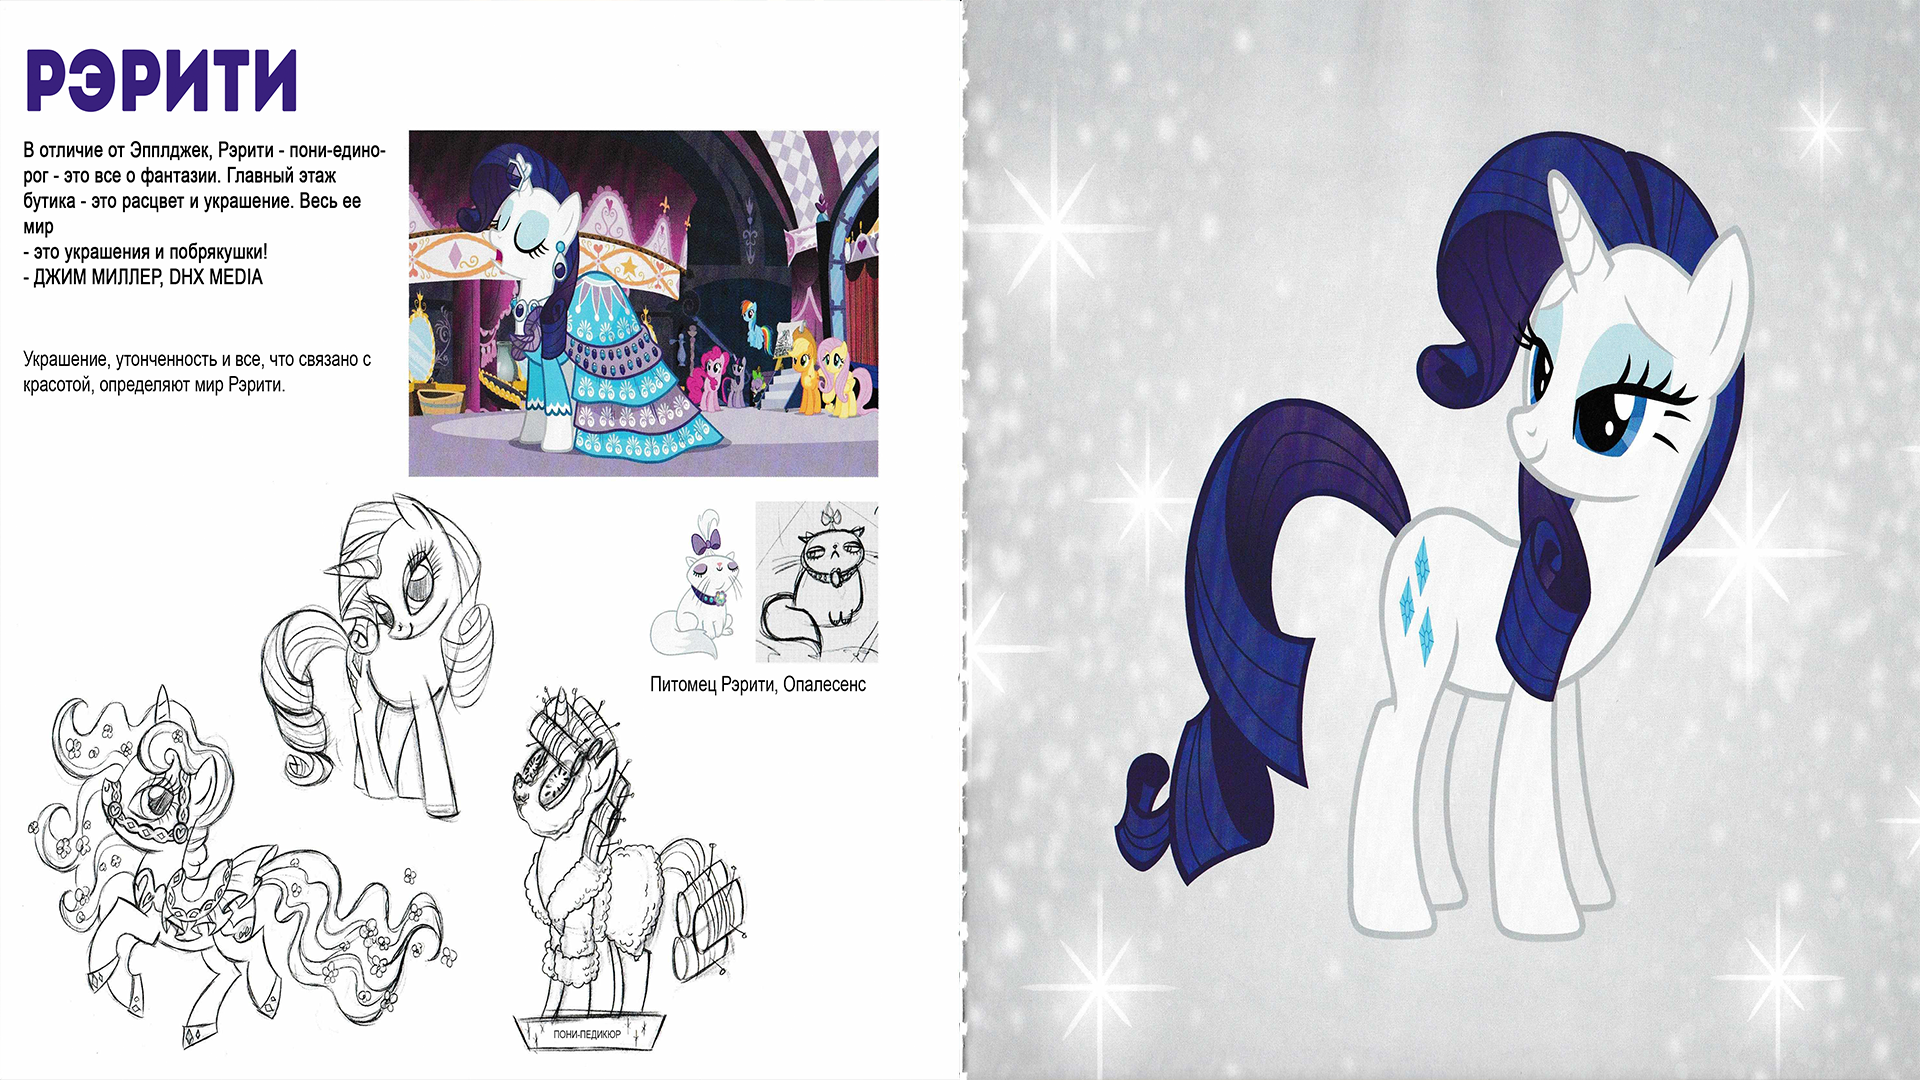 РЭРИТИ
В отличие от Эпплджек, Рэрити - пони-едино-
рог - это все о фантазии. Главный этаж
бутика - это расцвет и украшение. Весь ее
мир
- это украшения и побрякушки!
- ДЖИМ МИЛЛЕР, DHX MEDIA
Украшение, утонченность и все, что связано с
красотой, определяют мир Рэрити.
Питомец Рэрити, Опалесенс
ПОНИ-ПЕДИКЮР